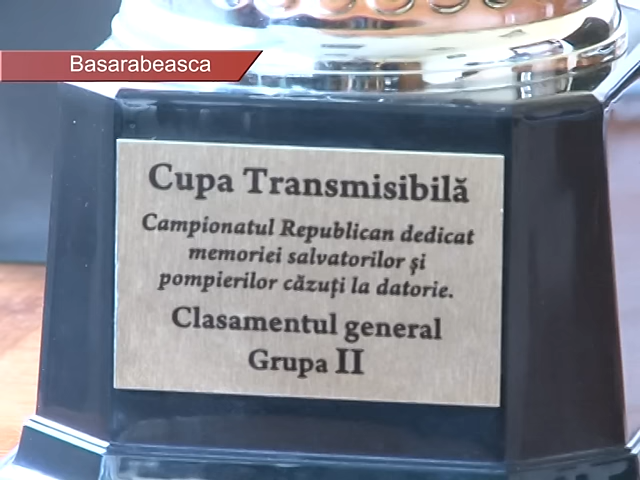 Basarabeasca
Cupa Transmisibilă
Campionatul Republican dedicat
memoriei salvatorilor și
pompierilor căzuți la datorie.
Clasamentul general
Grupa II